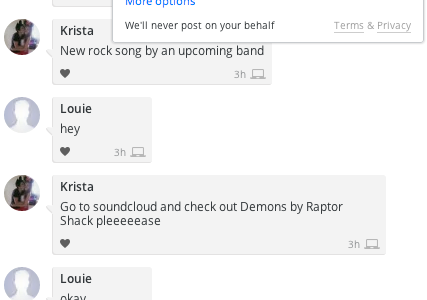 More options
We'll never post on your behalf
Terms & Privacy
Krista
New rock song by an upcoming band
3h
Louie
hey
3h
Krista
Go to soundcloud and check out Demons by Raptor
Shack pleeeeease
3h
Louie
okay